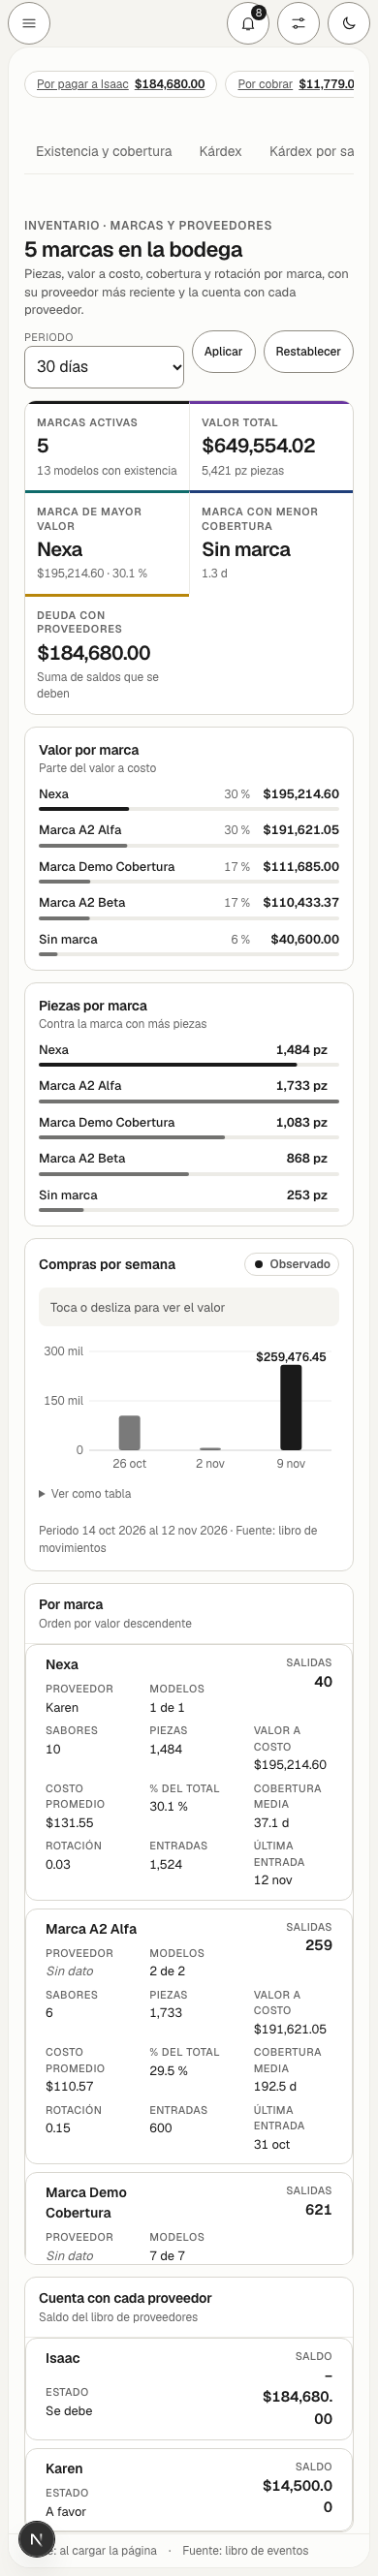 8
Por pagar a Isaac $184,680.00 Por cobrar $11,779.0
Existencia y cobertura Kárdex Kárdex por sa
INVENTARIO · MARCAS Y PROVEEDORES
5 marcas en la bodega
Piezas, valor a costo, cobertura y rotación por marca, con
su proveedor más reciente y la cuenta con cada
proveedor.
PERIODO
30 días Aplicar Restablecer
MARCAS ACTIVAS
5
13 modelos con existencia
VALOR TOTAL
$649,554.02
5,421 pz piezas
MARCA DE MAYOR
VALOR
Nexa
$195,214.60 · 30.1 %
MARCA CON MENOR
COBERTURA
Sin marca
1.3 d
DEUDA CON
PROVEEDORES
$184,680.00
Suma de saldos que se
deben
Valor por marca
Parte del valor a costo
Nexa 30 % $195,214.60
Marca A2 Alfa 30 % $191,621.05
Marca Demo Cobertura 17 % $111,685.00
Marca A2 Beta 17 % $110,433.37
Sin marca 6 % $40,600.00
Piezas por marca
Contra la marca con más piezas
Nexa 1,484 pz
Marca A2 Alfa 1,733 pz
Marca Demo Cobertura 1,083 pz
Marca A2 Beta 868 pz
Sin marca 253 pz
Compras por semana Observado
Toca o desliza para ver el valor
300 mil
$259,476.45
150 mil
0
26 oct 2 nov 9 nov
Ver como tabla
Periodo 14 oct 2026 al 12 nov 2026 · Fuente: libro de
movimientos
Por marca
Orden por valor descendente
Nexa
SALIDAS
40
PROVEEDOR
Karen
MODELOS
1 de 1
SABORES
10
PIEZAS
1,484
VALOR A
COSTO
$195,214.60
COSTO
PROMEDIO
$131.55
% DEL TOTAL
30.1 %
COBERTURA
MEDIA
37.1 d
ROTACIÓN
0.03
ENTRADAS
1,524
ÚLTIMA
ENTRADA
12 nov
Marca A2 Alfa
SALIDAS
259
PROVEEDOR
Sin dato
MODELOS
2 de 2
SABORES
6
PIEZAS
1,733
VALOR A
COSTO
$191,621.05
COSTO
PROMEDIO
$110.57
% DEL TOTAL
29.5 %
COBERTURA
MEDIA
192.5 d
ROTACIÓN
0.15
ENTRADAS
600
ÚLTIMA
ENTRADA
31 oct
Marca Demo
Cobertura
SALIDAS
621
PROVEEDOR
Sin dato
MODELOS
7 de 7
Cuenta con cada proveedor
Saldo del libro de proveedores
Isaac
SALDO
–
$184,680.
00
ESTADO
Se debe
Karen
SALDO
$14,500.0
0
ESTADO
A favor
N
al cargar la página · Fuente: libro de eventos